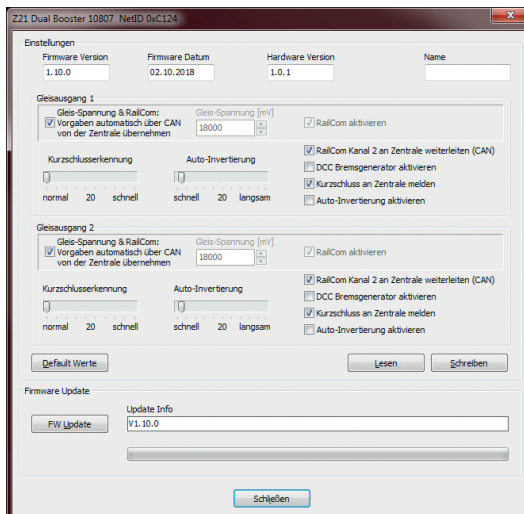 Z21 Dual Booster 10807 NetID 0xC124
Einstellungen
Firmware Version Firmware Datum Hardware Version Name
1.10.0 02.10.2018 1.0.1
Gleisausgang 1
Gleis-Spannung & RailCom: Gleis-Spannung [mV]
Vorgaben automatisch über CAN 18000 RailCom aktivieren
von der Zentrale übernehmen
RailCom Kanal 2 an Zentrale weiterleiten (CAN)
Kurzschlusserkennung Auto-Invertierung
DCC Bremsgenerator aktivieren
Kurzschluss an Zentrale melden
normal 20 schnell schnell 20 langsam Auto-Invertierung aktivieren
Gleisausgang 2
Gleis-Spannung & RailCom: Gleis-Spannung [mV]
Vorgaben automatisch über CAN 18000 RailCom aktivieren
von der Zentrale übernehmen
RailCom Kanal 2 an Zentrale weiterleiten (CAN)
Kurzschlusserkennung Auto-Invertierung
DCC Bremsgenerator aktivieren
Kurzschluss an Zentrale melden
normal 20 schnell schnell 20 langsam Auto-Invertierung aktivieren
Default Werte Lesen Schreiben
Firmware Update
Update Info
FW Update V1.10.0
Schließen